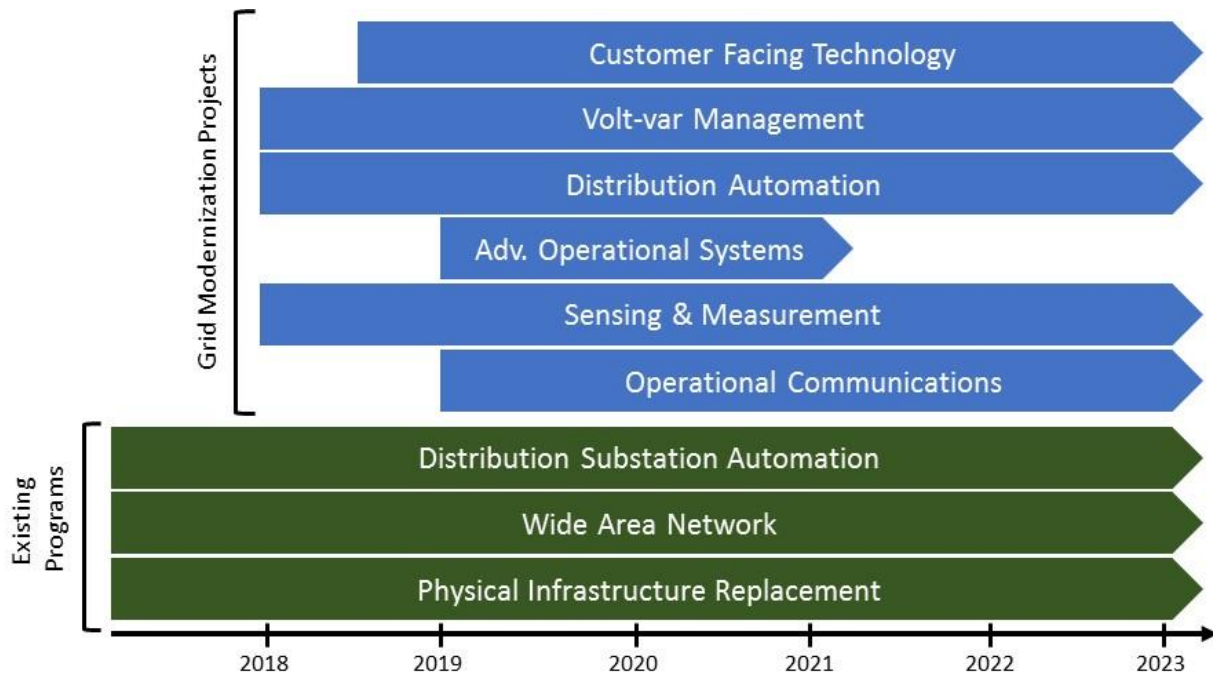 Grid Modernization Projects
Customer Facing Technology
Volt-var Management
Distribution Automation
Adv. Operational Systems
Sensing & Measurement
Operational Communications
Existing
Programs
Distribution Substation Automation
Wide Area Network
Physical Infrastructure Replacement
2018
2019
2020
2021
2022
2023